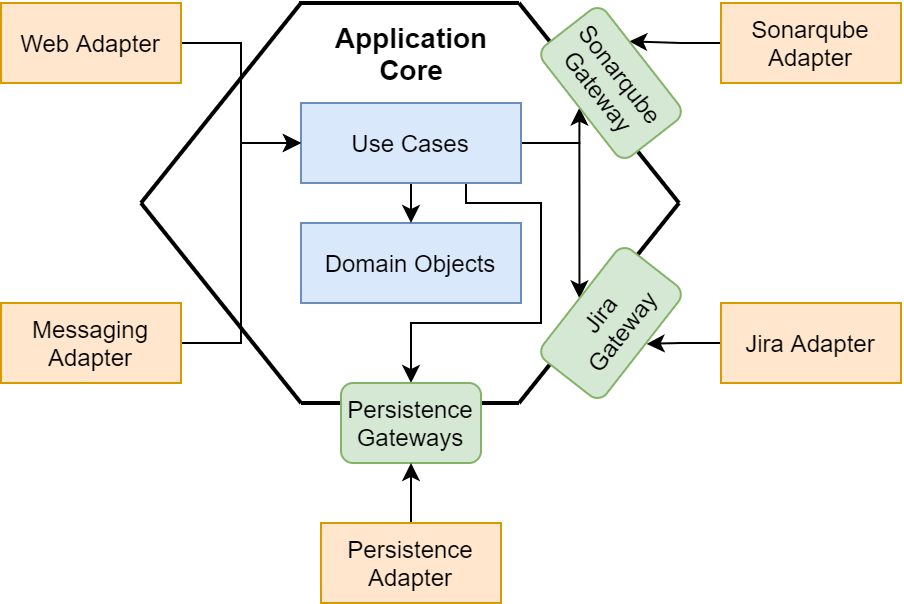 Web Adapter
Application
Core
Sonarqube
Gateway
Sonarqube
Adapter
Use Cases
Domain Objects
Messaging
Adapter
Jira
Gateway
Jira Adapter
Persistence
Gateways
Persistence
Adapter